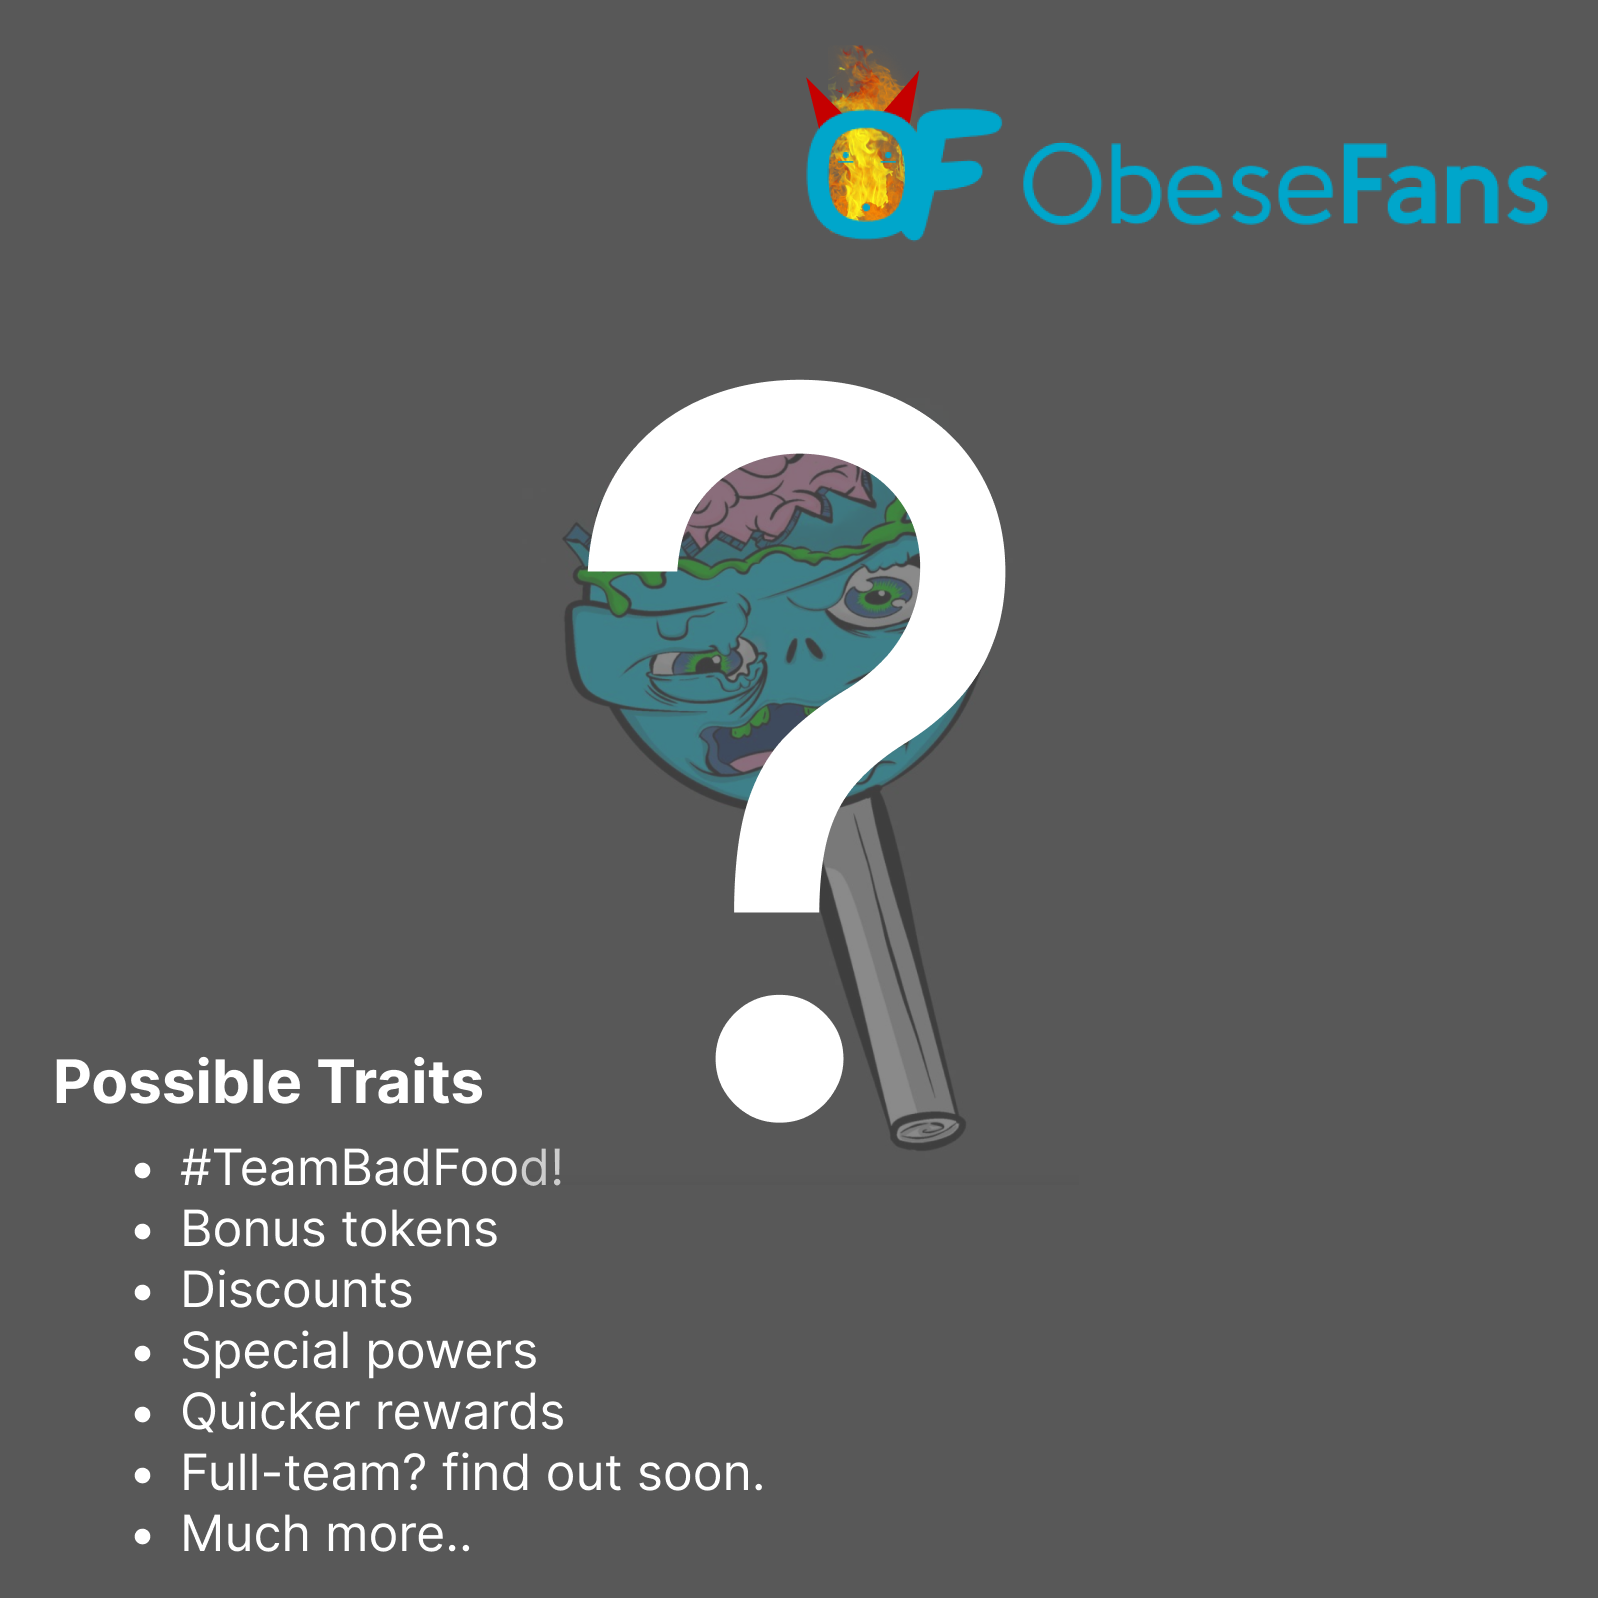 OF ObeseFans
?
Possible Traits
• #TeamBadFood!
• Bonus tokens
• Discounts
• Special powers
• Quicker rewards
• Full-team? find out soon.
• Much more..